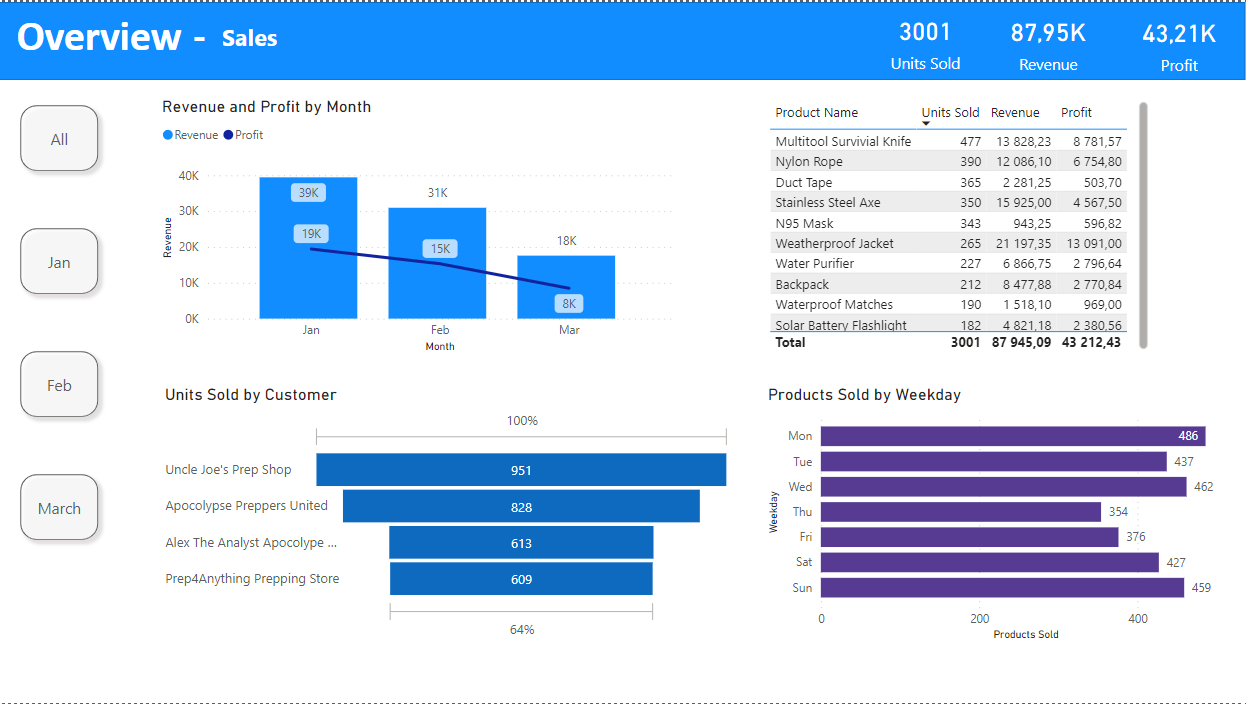 Overview - Sales
3001
Units Sold
87,95K
Revenue
43,21K
Profit
All
Jan
Feb
March
Revenue and Profit by Month
Revenue Profit
40K
30K
20K
10K
0K
Revenue
39K
31K
18K
19K
15K
8K
Jan Feb Mar
Month
Product Name Units Sold Revenue Profit
Multitool Survivial Knife 477 13 828,23 8 781,57
Nylon Rope 390 12 086,10 6 754,80
Duct Tape 365 2 281,25 503,70
Stainless Steel Axe 350 15 925,00 4 567,50
N95 Mask 343 943,25 596,82
Weatherproof Jacket 265 21 197,35 13 091,00
Water Purifier 227 6 866,75 2 796,64
Backpack 212 8 477,88 2 770,84
Waterproof Matches 190 1 518,10 969,00
Solar Battery Flashlight 182 4 821,18 2 380,56
Total 3001 87 945,09 43 212,43
Units Sold by Customer
100%
Uncle Joe's Prep Shop 951
Apocolypse Preppers United 828
Alex The Analyst Apocolype ... 613
Prep4Anything Prepping Store 609
64%
Products Sold by Weekday
Weekday
Mon 486
Tue 437
Wed 462
Thu 354
Fri 376
Sat 427
Sun 459
0 200 400
Products Sold